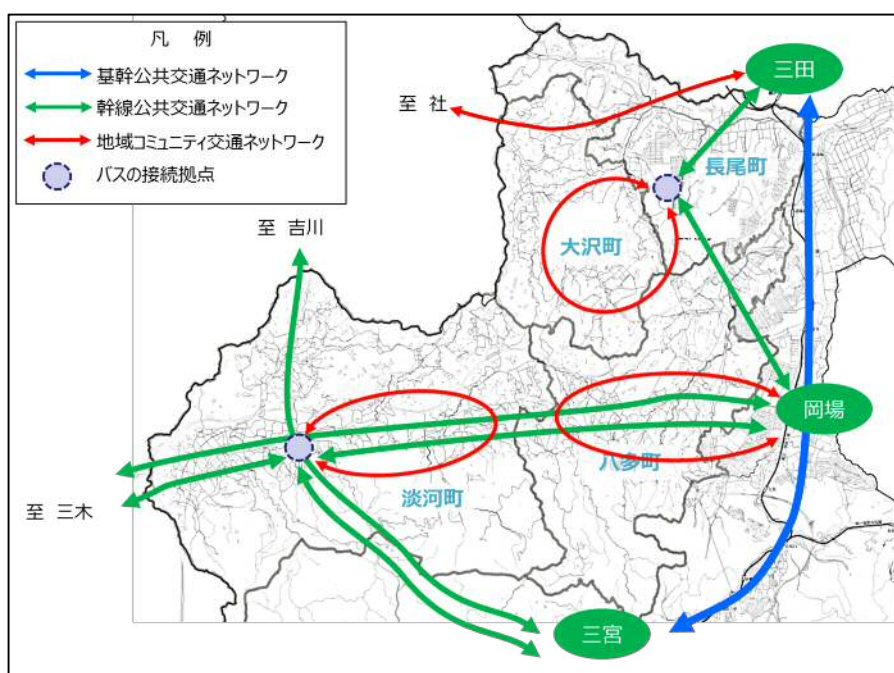 凡 例
基幹公共交通ネットワーク
幹線公共交通ネットワーク
地域コミュニティ交通ネットワーク
バスの接続拠点
三田
至 社
長尾町
至 吉川
大沢町
岡場
八多町
淡河町
至 三木
三宮